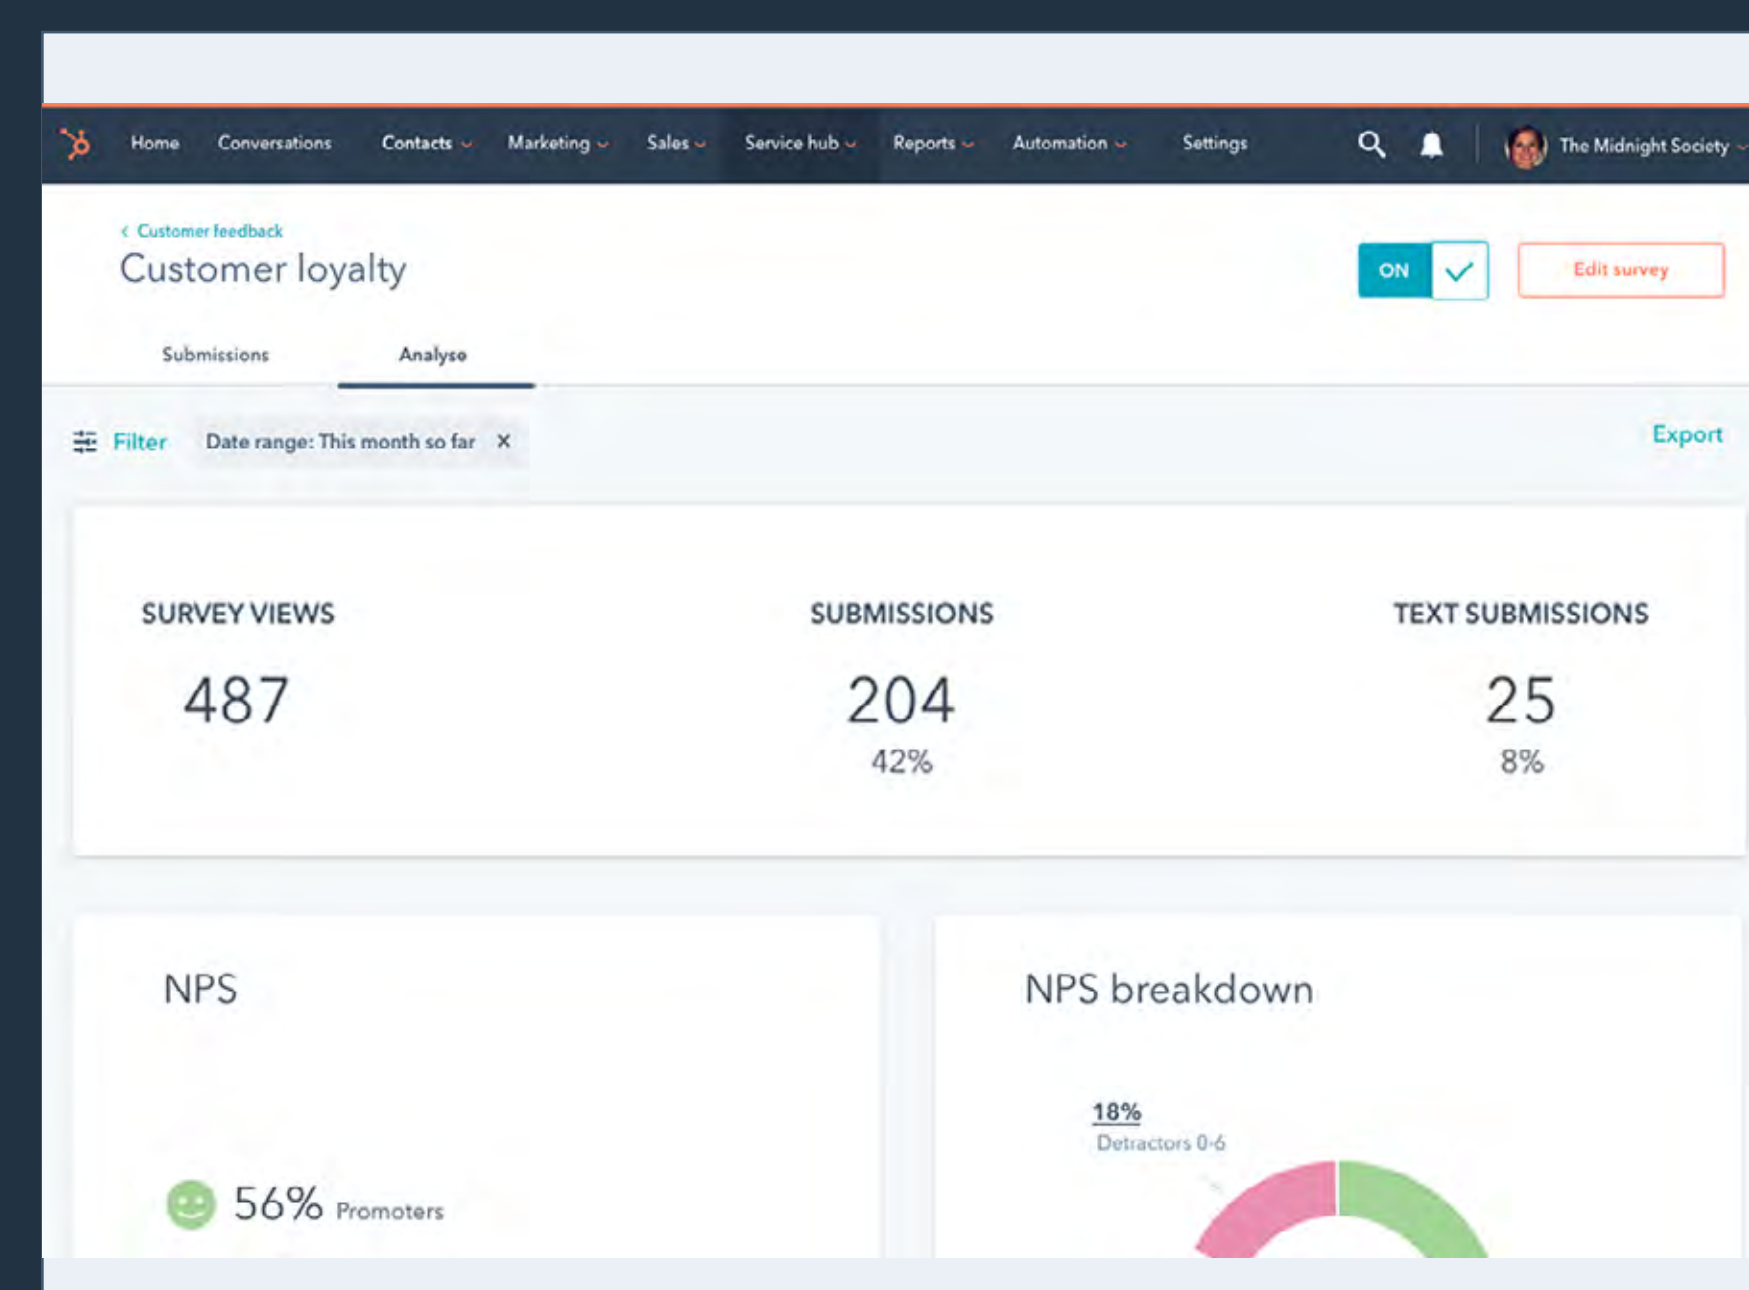 Home Conversations Contacts Marketing Sales Service hub Reports Automation Settings The Midnight Society
Customer feedback
Customer loyalty
ON
Edit survey
Submissions Analyse
Filter Date range: This month so far X
Export
SURVEY VIEWS SUBMISSIONS TEXT SUBMISSIONS
487 204 25
42% 8%
NPS
56% Promoters
NPS breakdown
18%
Detractors 0-6